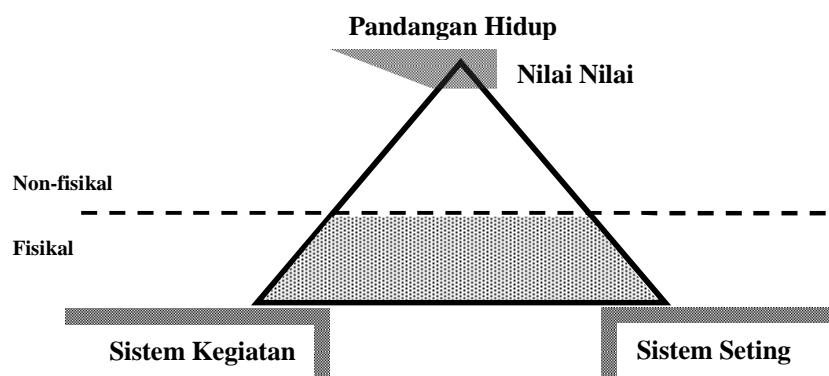 Pandangan Hidup
Nilai Nilai
Non-fisikal
Fisikal
Sistem Kegiatan
Sistem Seting